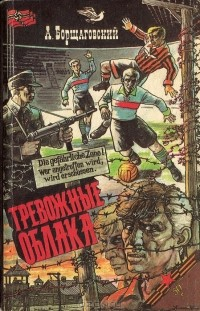 А. Борщаговский
Die gefährliche Zone!
wer angetroffen wird,
wird erschossen.
ТРЕВОЖНЫЕ
ОБЛАКА